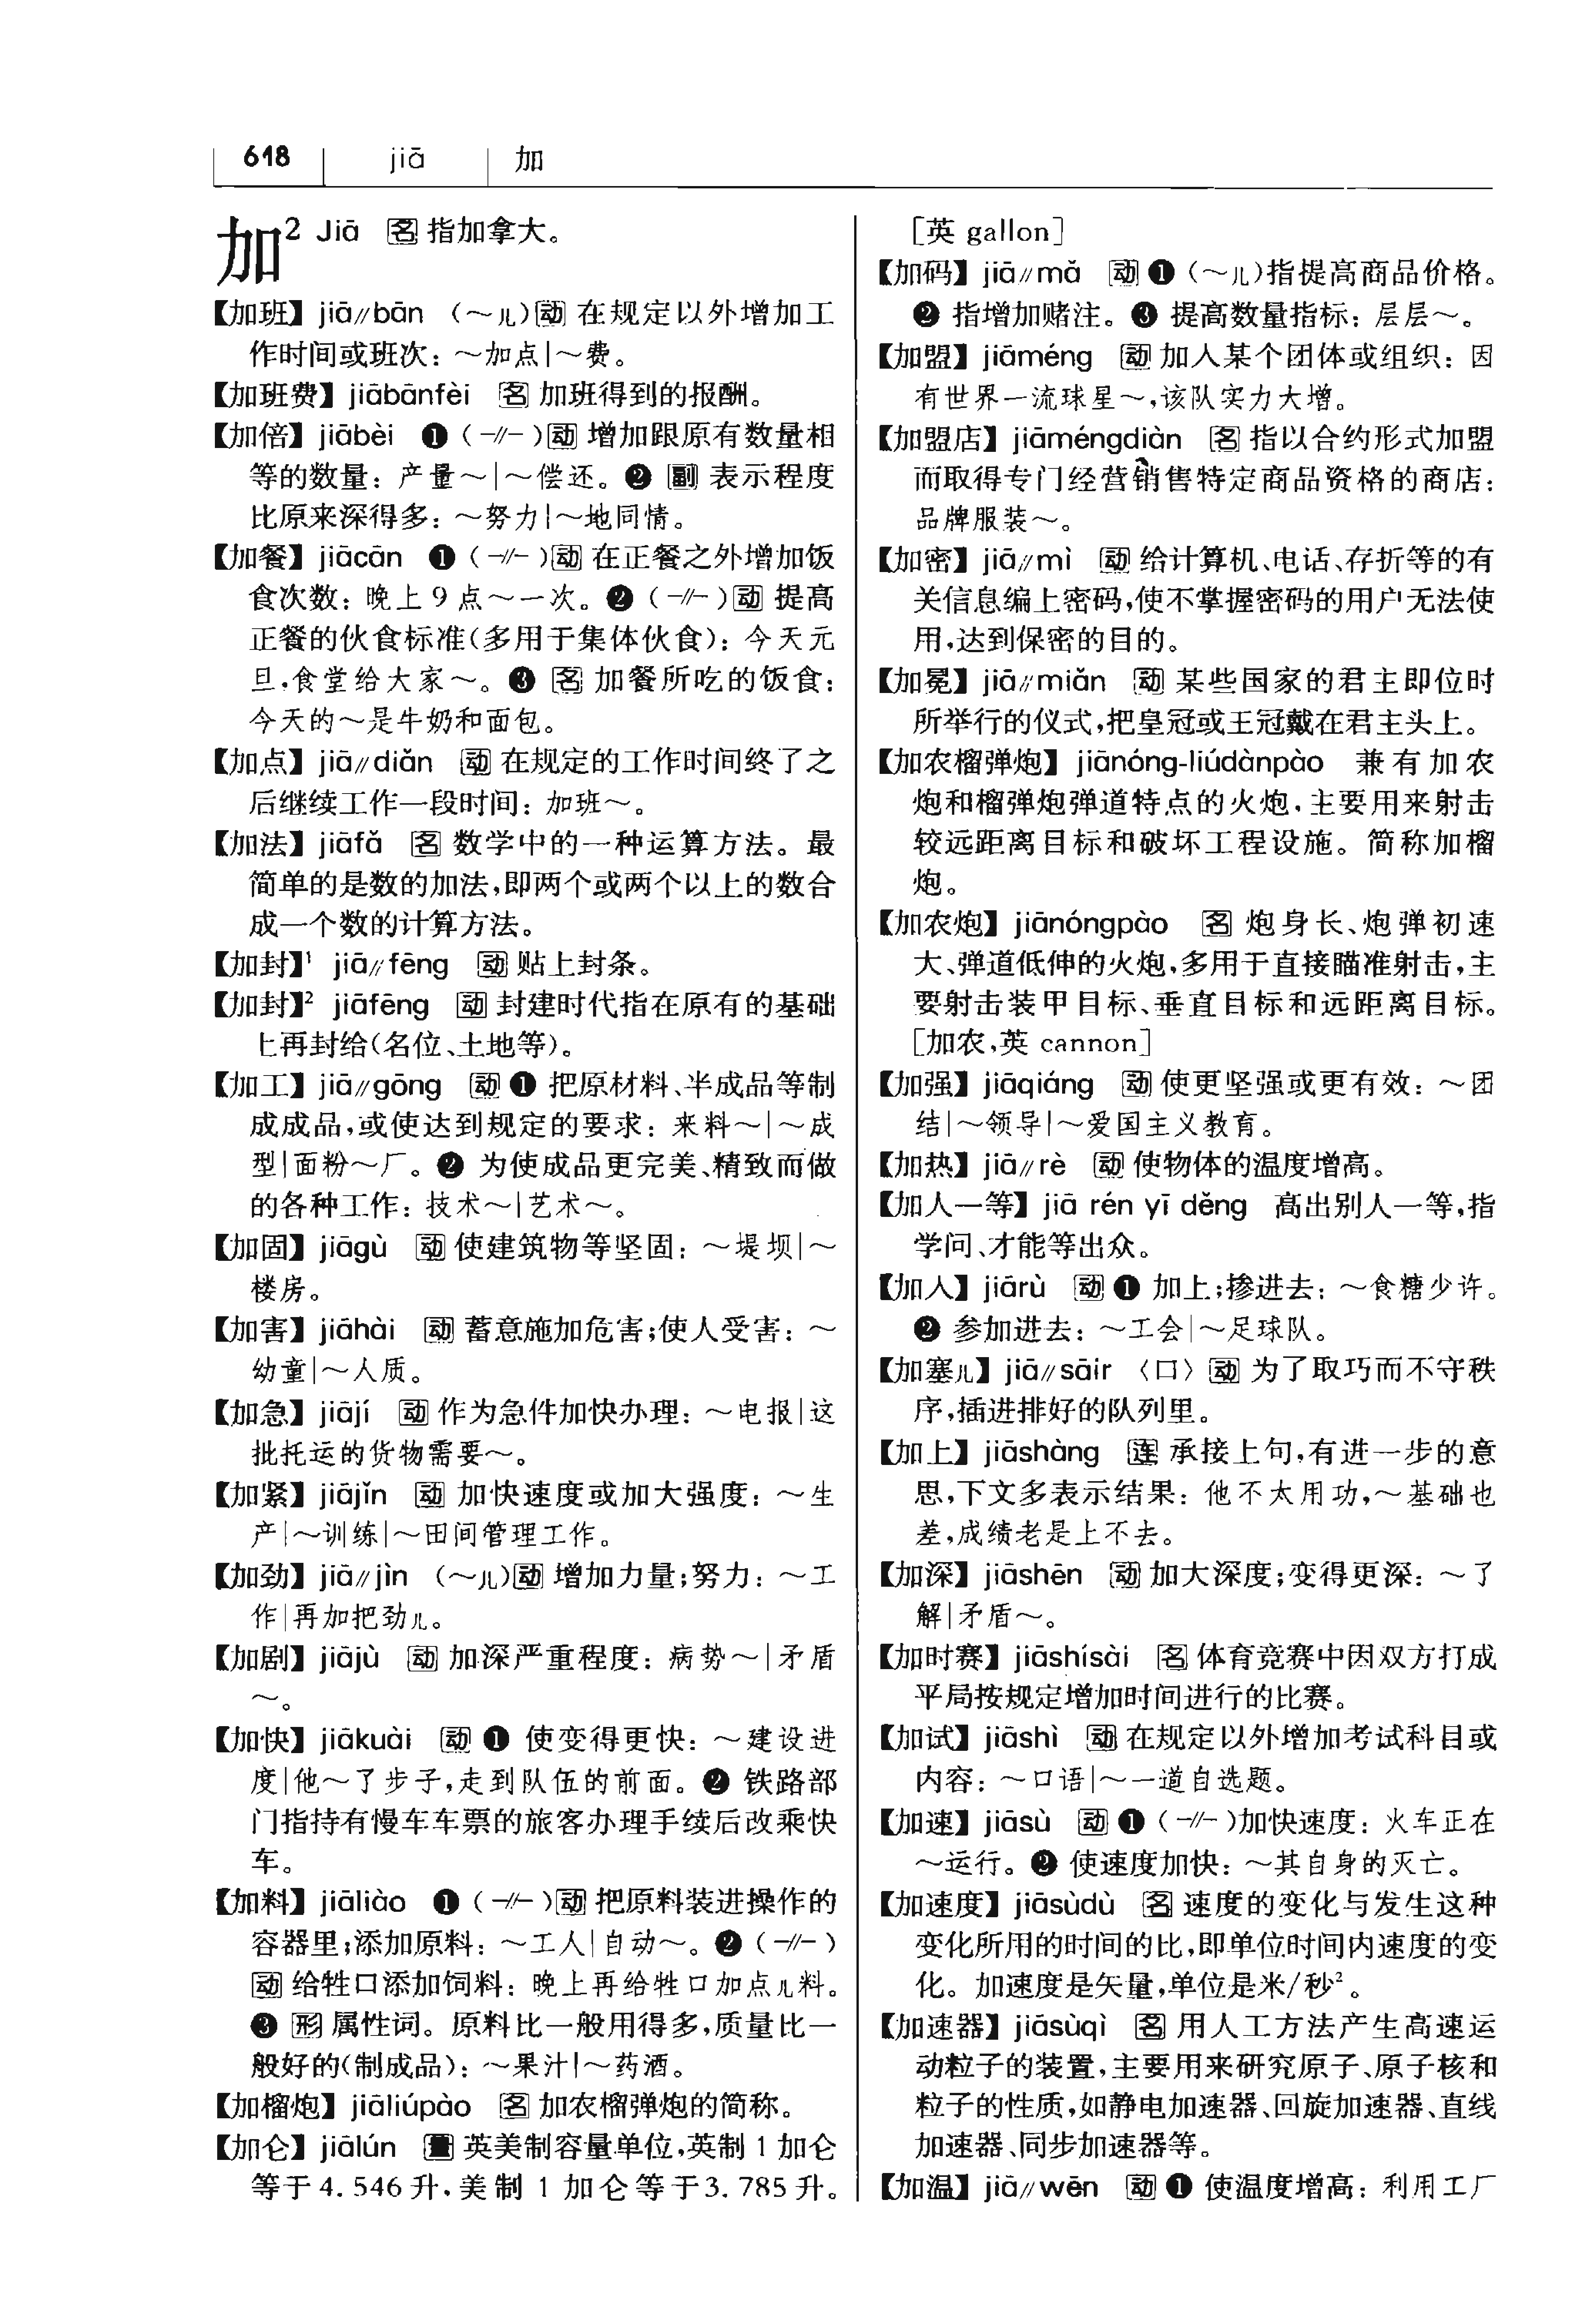 618 jiā 加
加² Jiā 名 指加拿大。
【加班】 jiā//bān (～儿)动 在规定以外增加工
作时间或班次：～加点|～费。
【加班费】 jiābānfèi 名 加班得到的报酬。
【加倍】 jiābèi ❶ (-//-)动 增加跟原有数量相
等的数量：产量～|～偿还。❷ 副 表示程度
比原来深得多：～努力|～地同情。
【加餐】 jiācān ❶ (-//-)动 在正餐之外增加饭
食次数：晚上9点～一次。❷ (-//-)动 提高
正餐的伙食标准(多用于集体伙食)：今天元
旦,食堂给大家～。❸ 名 加餐所吃的饭食：
今天的～是牛奶和面包。
【加点】 jiā//diǎn 动 在规定的工作时间终了之
后继续工作一段时间：加班～。
【加法】 jiāfǎ 名 数学中的一种运算方法。最
简单的是数的加法,即两个或两个以上的数合
成一个数的计算方法。
【加封】¹ jiā//fēng 动 贴上封条。
【加封】² jiāfēng 动 封建时代指在原有的基础
上再封给(名位、土地等)。
【加工】 jiā//gōng 动 ❶ 把原材料、半成品等制
成成品,或使达到规定的要求：来料～|～成
型|面粉～厂。❷ 为使成品更完美、精致而做
的各种工作：技术～|艺术～。
【加固】 jiāgù 动 使建筑物等坚固：～堤坝|～
楼房。
【加害】 jiāhài 动 蓄意施加危害;使人受害：～
幼童|～人质。
【加急】 jiājí 动 作为急件加快办理：～电报|这
批托运的货物需要～。
【加紧】 jiājǐn 动 加快速度或加大强度：～生
产|～训练|～田间管理工作。
【加劲】 jiā//jìn (～儿)动 增加力量;努力：～工
作|再加把劲儿。
【加剧】 jiājù 动 加深严重程度：病势～|矛盾
～。
【加快】 jiākuài 动 ❶ 使变得更快：～建设进
度|他～了步子,走到队伍的前面。❷ 铁路部
门指持有慢车车票的旅客办理手续后改乘快
车。
【加料】 jiāliào ❶ (-//-)动 把原料装进操作的
容器里;添加原料：～工人|自动～。❷ (-//-)
动 给牲口添加饲料：晚上再给牲口加点儿料。
❸ 形 属性词。原料比一般用得多,质量比一
般好的(制成品)：～果汁|～药酒。
【加榴炮】 jiāliúpào 名 加农榴弹炮的简称。
【加仑】 jiālún 量 英美制容量单位,英制1加仑
等于4.546升,美制1加仑等于3.785升。
[英 gallon]
【加码】 jiā//mǎ 动 ❶ (～儿)指提高商品价格。
❷ 指增加赌注。❸ 提高数量指标：层层～。
【加盟】 jiāméng 动 加入某个团体或组织：因
有世界一流球星～,该队实力大增。
【加盟店】 jiāméngdiàn 名 指以合约形式加盟
而取得专门经营销售特定商品资格的商店：
品牌服装～。
【加密】 jiā//mì 动 给计算机、电话、存折等的有
关信息编上密码,使不掌握密码的用户无法使
用,达到保密的目的。
【加冕】 jiā//miǎn 动 某些国家的君主即位时
所举行的仪式,把皇冠或王冠戴在君主头上。
【加农榴弹炮】 jiānóng-liúdànpào 兼有加农
炮和榴弹炮弹道特点的火炮,主要用来射击
较远距离目标和破坏工程设施。简称加榴
炮。
【加农炮】 jiānóngpào 名 炮身长、炮弹初速
大、弹道低伸的火炮,多用于直接瞄准射击,主
要射击装甲目标、垂直目标和远距离目标。
[加农,英 cannon]
【加强】 jiāqiáng 动 使更坚强或更有效：～团
结|～领导|～爱国主义教育。
【加热】 jiā//rè 动 使物体的温度增高。
【加人一等】 jiā rén yī děng 高出别人一等,指
学问、才能等出众。
【加入】 jiārù 动 ❶ 加上;掺进去：～食糖少许。
❷ 参加进去：～工会|～足球队。
【加塞儿】 jiā//sāir 〈口〉动 为了取巧而不守秩
序,插进排好的队列里。
【加上】 jiāshàng 连 承接上句,有进一步的意
思,下文多表示结果：他不太用功,～基础也
差,成绩老是上不去。
【加深】 jiāshēn 动 加大深度;变得更深：～了
解|矛盾～。
【加时赛】 jiāshísài 名 体育竞赛中因双方打成
平局按规定增加时间进行的比赛。
【加试】 jiāshì 动 在规定以外增加考试科目或
内容：～口语|～一道自选题。
【加速】 jiāsù 动 ❶ (-//-)加快速度：火车正在
～运行。❷ 使速度加快：～其自身的灭亡。
【加速度】 jiāsùdù 名 速度的变化与发生这种
变化所用的时间的比,即单位时间内速度的变
化。加速度是矢量,单位是米/秒²。
【加速器】 jiāsùqì 名 用人工方法产生高速运
动粒子的装置,主要用来研究原子、原子核和
粒子的性质,如静电加速器、回旋加速器、直线
加速器、同步加速器等。
【加温】 jiā//wēn 动 ❶ 使温度增高：利用工厂